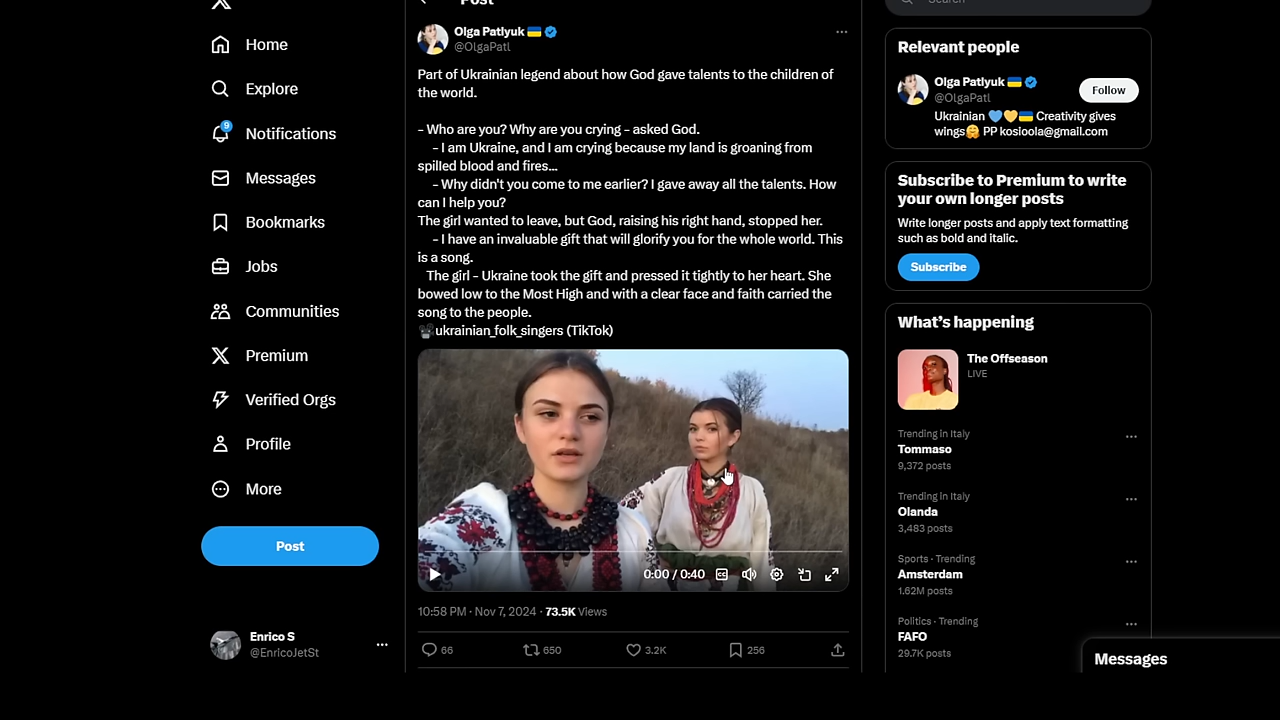 Post
Search
Home
Explore
9
Notifications
Messages
Bookmarks
Jobs
Communities
Premium
Verified Orgs
Profile
More
Post
Enrico S
@EnricoJetSt
Olga Patlyuk
@OlgaPatl
Part of Ukrainian legend about how God gave talents to the children of
the world.
- Who are you? Why are you crying - asked God.
- I am Ukraine, and I am crying because my land is groaning from
spilled blood and fires...
- Why didn't you come to me earlier? I gave away all the talents. How
can I help you?
The girl wanted to leave, but God, raising his right hand, stopped her.
- I have an invaluable gift that will glorify you for the whole world. This
is a song.
The girl - Ukraine took the gift and pressed it tightly to her heart. She
bowed low to the Most High and with a clear face and faith carried the
song to the people.
ukrainian_folk_singers (TikTok)
0:00 / 0:40
10:58 PM · Nov 7, 2024 · 73.5K Views
66
650
3.2K
256
Relevant people
Olga Patlyuk
@OlgaPatl
Follow
Ukrainian Creativity gives
wings PP kosioola@gmail.com
Subscribe to Premium to write
your own longer posts
Write longer posts and apply text formatting
such as bold and italic.
Subscribe
What's happening
The Offseason
LIVE
Trending in Italy
Tommaso
9,372 posts
Trending in Italy
Olanda
3,483 posts
Sports · Trending
Amsterdam
1.62M posts
Politics · Trending
FAFO
29.7K posts
Messages